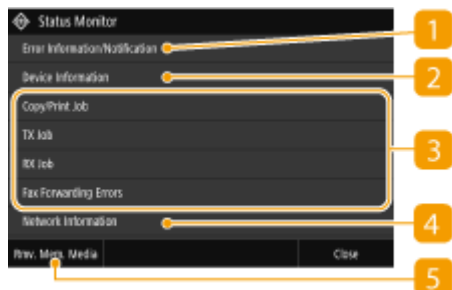 Status Monitor
Error Information/Notification
1
Device Information
2
Copy/Print Job
TX Job
RX Job
3
Fax Forwarding Errors
Network Information
4
Rmv. Mem. Media
Close
5